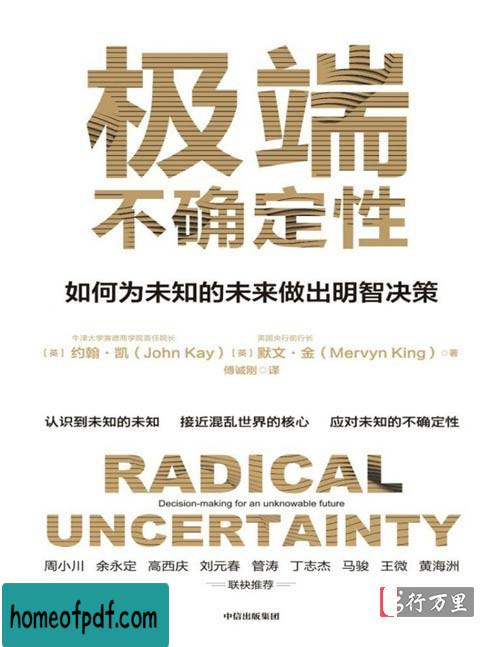 极端
不确定性
如何为未知的未来做出明智决策
牛津大学赛德商学院首任院长 英国央行前行长
[英] 约翰·凯(John Kay) [英] 默文·金(Mervyn King) 著
傅诚刚 译
认识到未知的未知 接近混乱世界的核心 应对未知的不确定性
RADICAL
Decision-making for an unknowable future
UNCERTAINTY
周小川 余永定 高西庆 刘元春 管涛 丁志杰 马骏 王微 黄海洲
联袂推荐
homeofpdf.com
行万里
中信出版集团